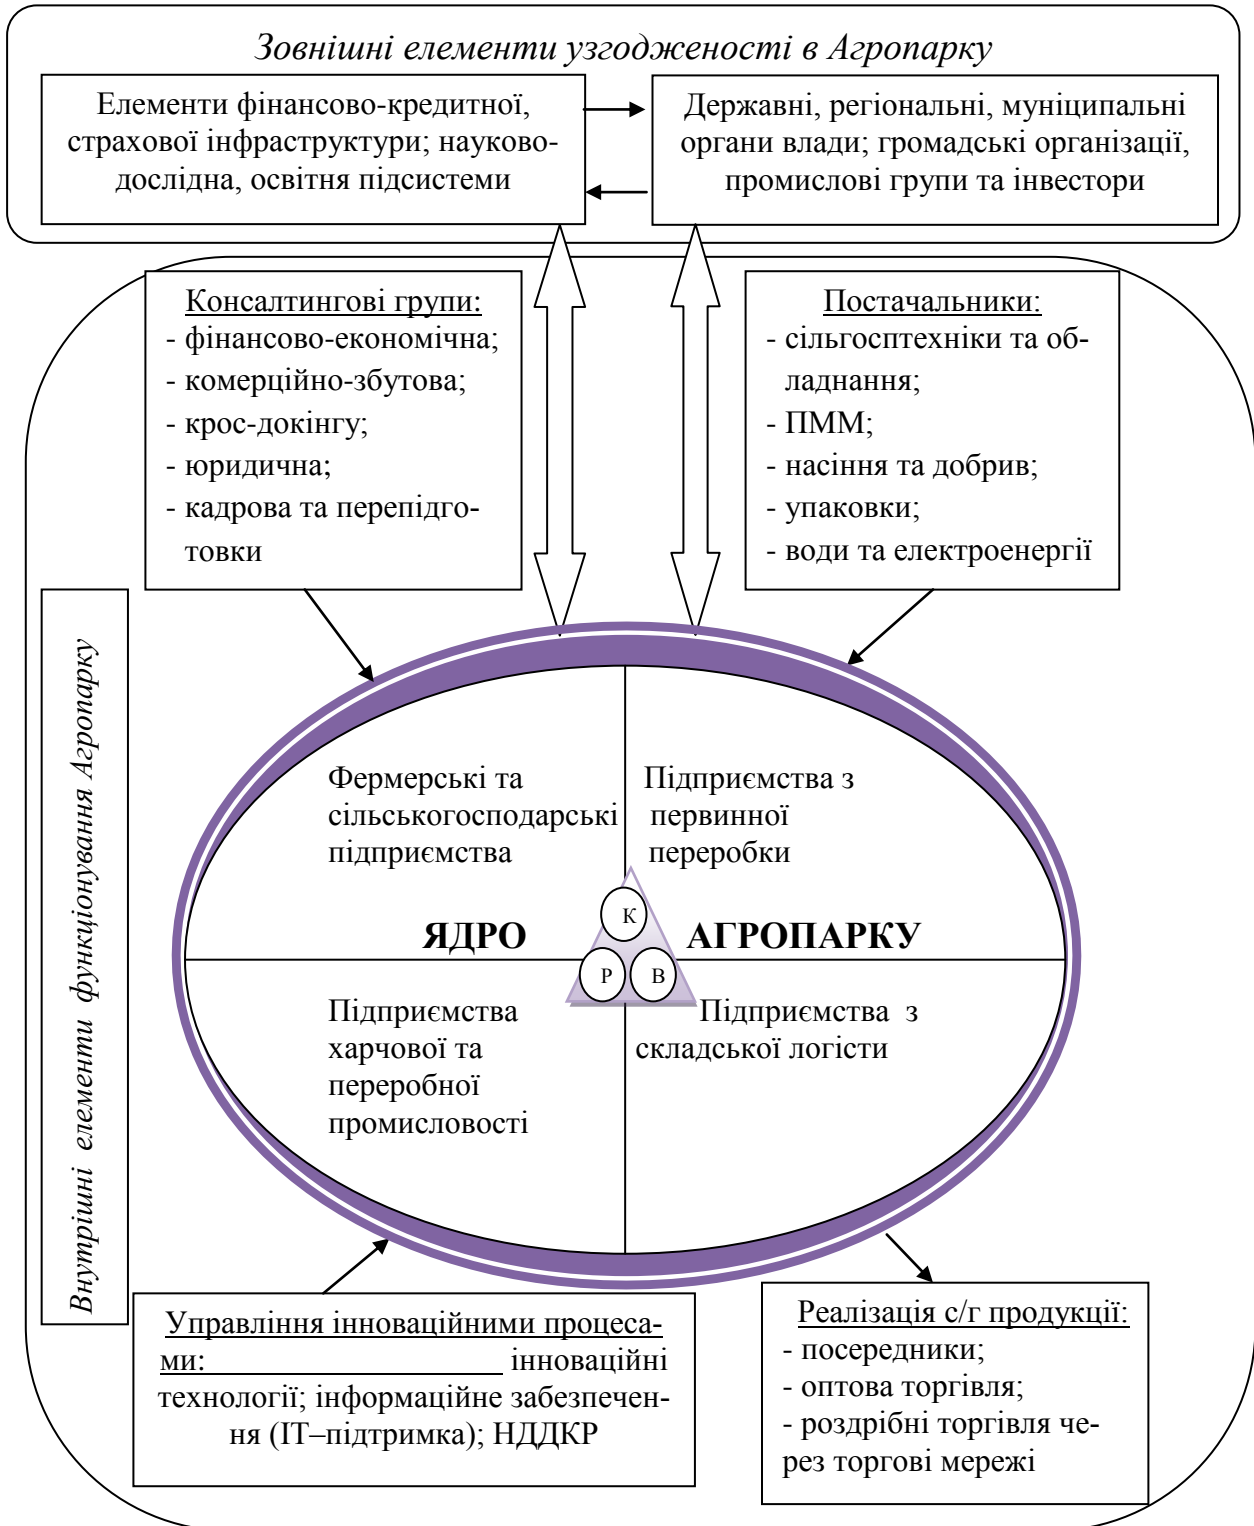 Зовнішні елементи узгодженості в Агропарку
Елементи фінансово-кредитної,
страхової інфраструктури; науково-
дослідна, освітня підсистеми
Державні, регіональні, муніципальні
органи влади; громадські організації,
промислові групи та інвестори
Консалтингові групи:
- фінансово-економічна;
- комерційно-збутова;
- крос-докінгу;
- юридична;
- кадрова та перепідго-
товки
Постачальники:
- сільгосптехніки та об-
ладнання;
- ПММ;
- насіння та добрив;
- упаковки;
- води та електроенергії
Внутрішні елементи функціонування Агропарку
Фермерські та
сільськогосподарські
підприємства
Підприємства з
первинної
переробки
ЯДРО
АГРОПАРКУ
К
Р
В
Підприємства
харчової та
переробної
промисловості
Підприємства з
складської логісти
Управління інноваційними процеса-
ми: інноваційні
технології; інформаційне забезпечен-
ня (ІТ–підтримка); НДДКР
Реалізація с/г продукції:
- посередники;
- оптова торгівля;
- роздрібні торгівля че-
рез торгові мережі